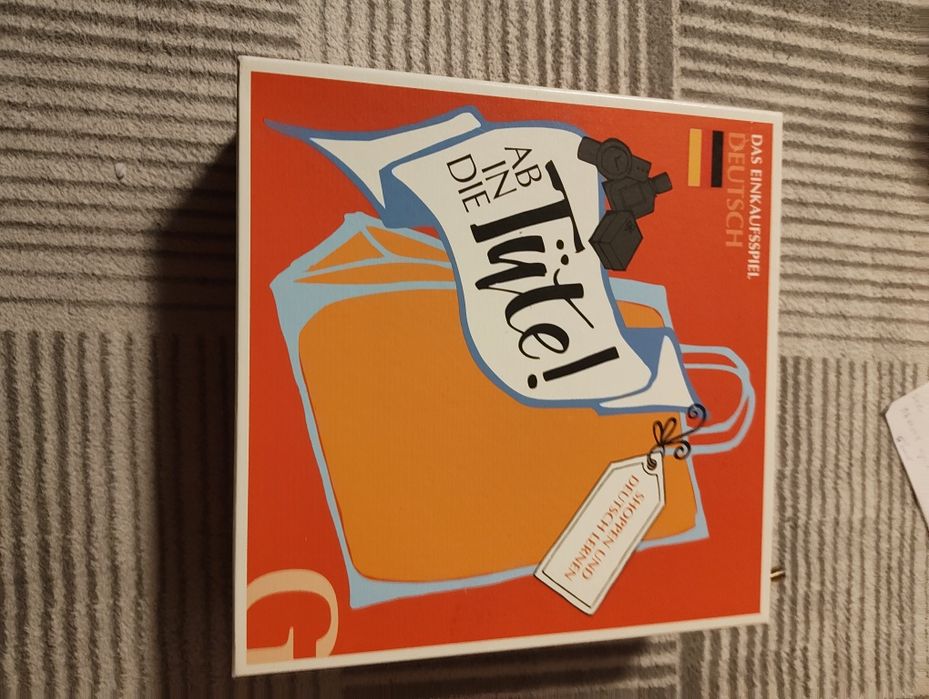 DAS EINKAUFSSPIEL
DEUTSCH
AB
IN
DIE
Tüte!
SHOPPEN UND
DEUTSCH LERNEN
G